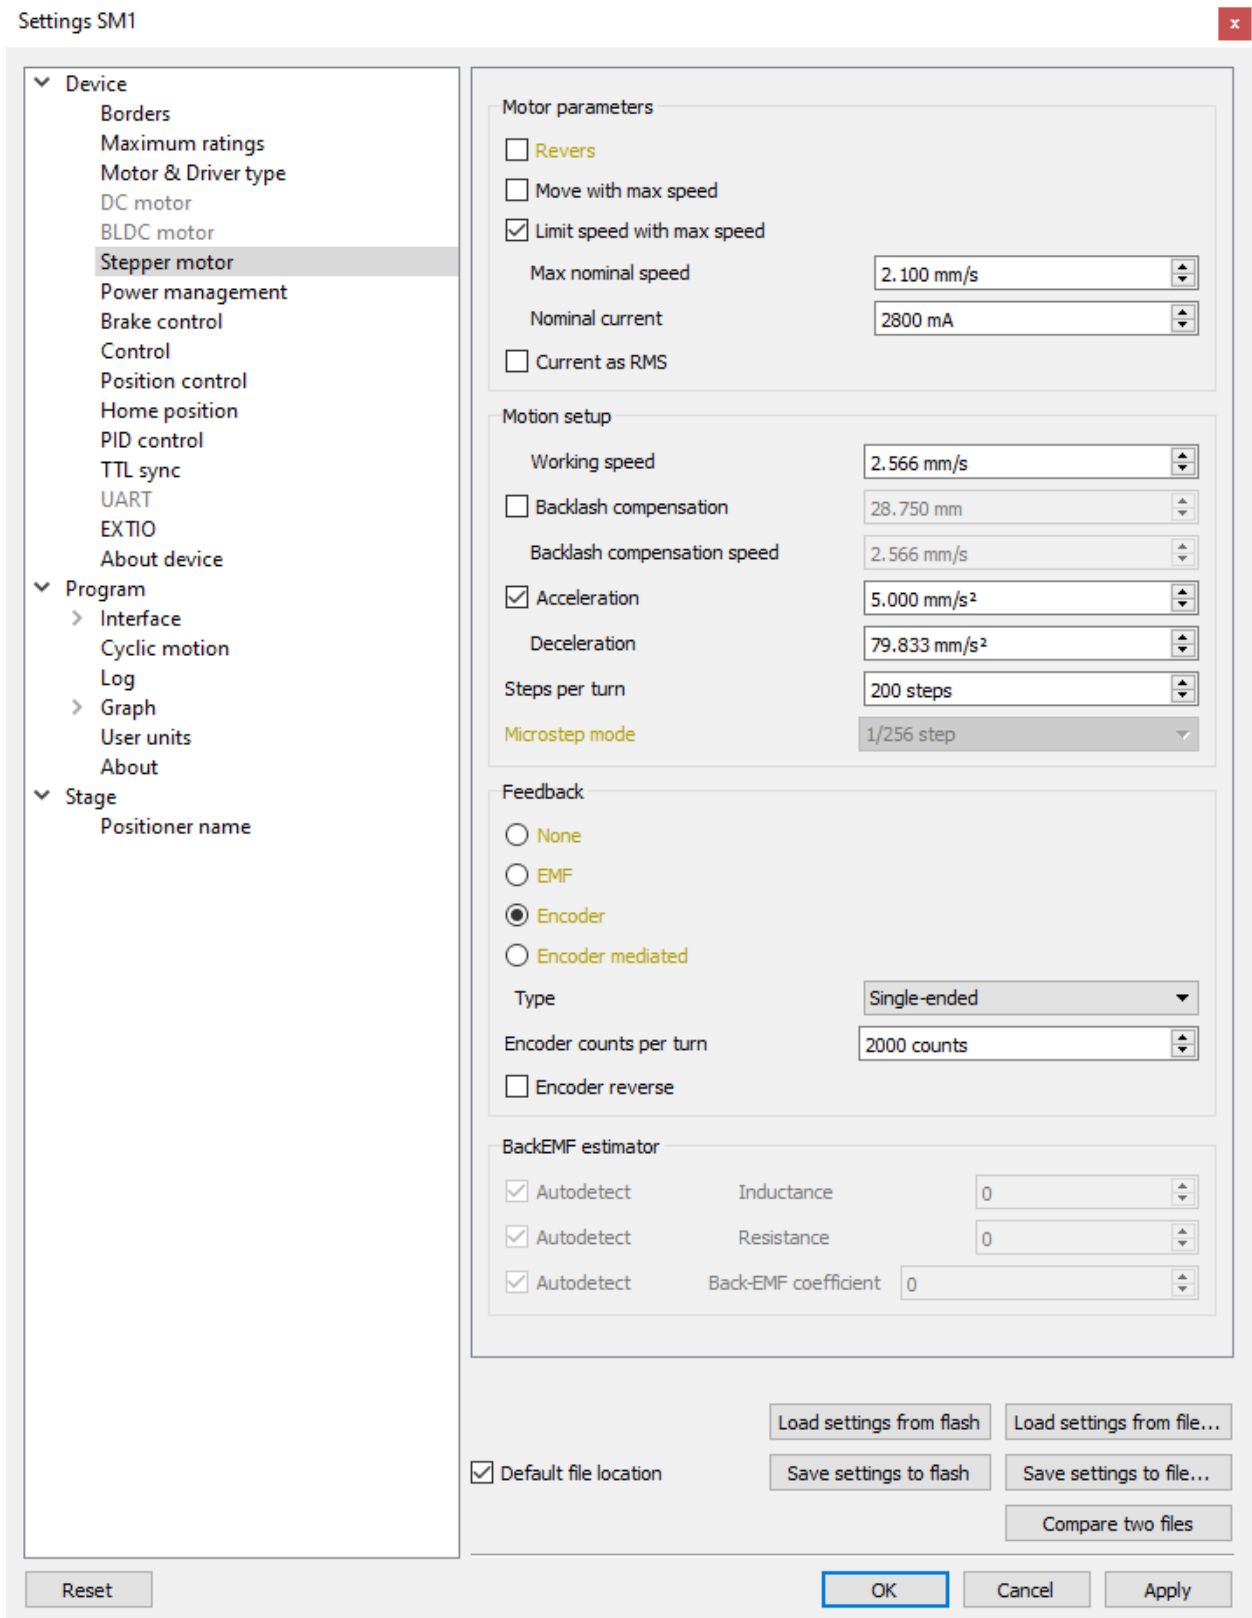 Settings SM1
x
Device
Borders
Maximum ratings
Motor & Driver type
DC motor
BLDC motor
Stepper motor
Power management
Brake control
Control
Position control
Home position
PID control
TTL sync
UART
EXTIO
About device
Program
Interface
Cyclic motion
Log
Graph
User units
About
Stage
Positioner name
Motor parameters
Revers
Move with max speed
Limit speed with max speed
Max nominal speed 2.100 mm/s
Nominal current 2800 mA
Current as RMS
Motion setup
Working speed 2.566 mm/s
Backlash compensation 28.750 mm
Backlash compensation speed 2.566 mm/s
Acceleration 5.000 mm/s²
Deceleration 79.833 mm/s²
Steps per turn 200 steps
Microstep mode 1/256 step
Feedback
None
EMF
Encoder
Encoder mediated
Type Single-ended
Encoder counts per turn 2000 counts
Encoder reverse
BackEMF estimator
Autodetect Inductance 0
Autodetect Resistance 0
Autodetect Back-EMF coefficient 0
Load settings from flash Load settings from file...
Default file location Save settings to flash Save settings to file...
Compare two files
Reset OK Cancel Apply